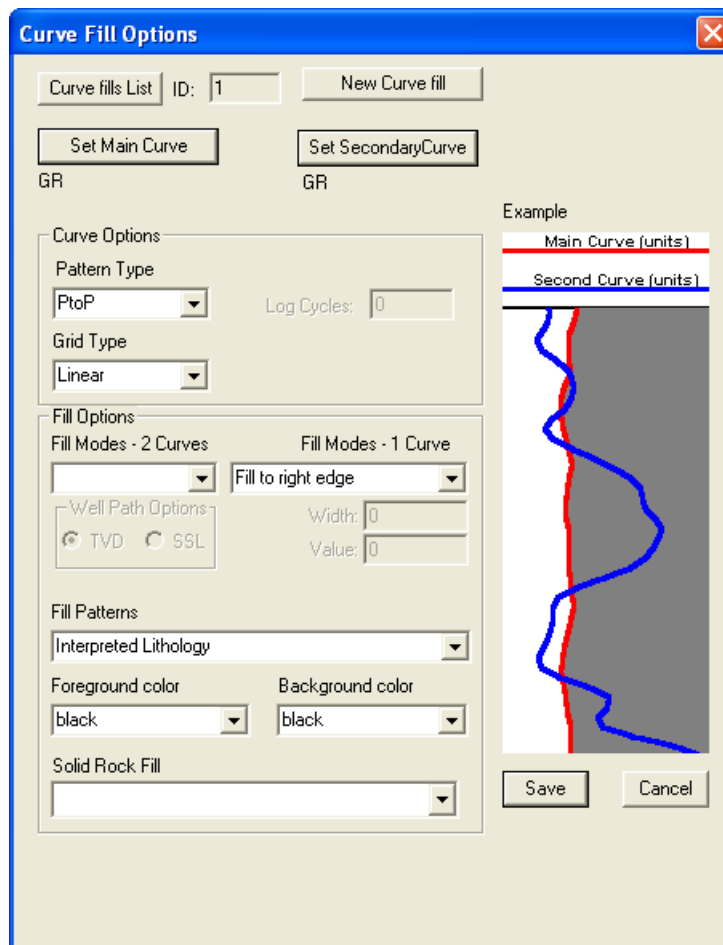 Curve Fill Options
Curve fills List ID: 1 New Curve fill
Set Main Curve Set SecondaryCurve
GR GR
Example
Main Curve (units)
Second Curve (units)
Curve Options
Pattern Type
PtoP Log Cycles: 0
Grid Type
Linear
Fill Options
Fill Modes - 2 Curves Fill Modes - 1 Curve
Fill to right edge
Well Path Options Width: 0
TVD SSL Value: 0
Fill Patterns
Interpreted Lithology
Foreground color Background color
black black
Solid Rock Fill
Save Cancel